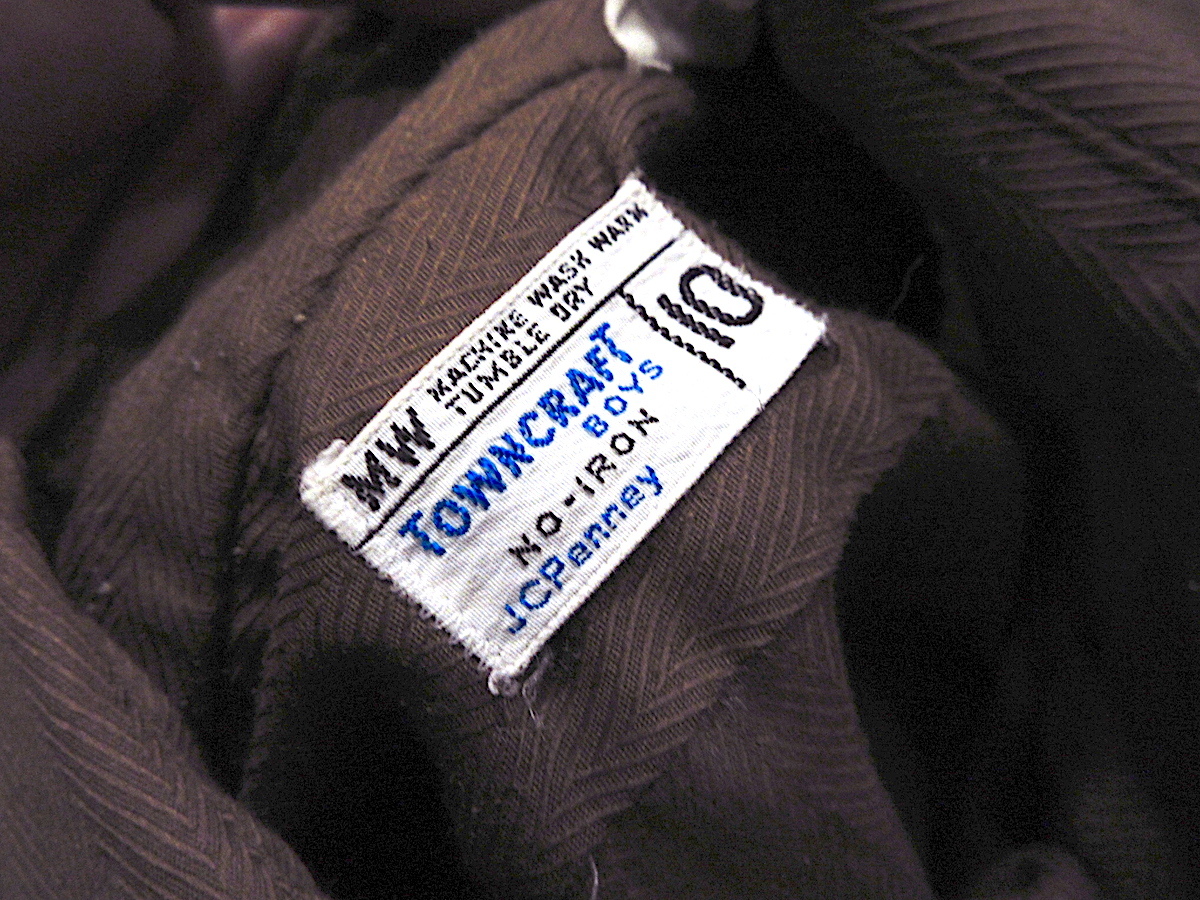 MW
MACHINE WASH WARM
TUMBLE DRY
TOWNCRAFT
BOYS
NO-IRON
JCPenney
10